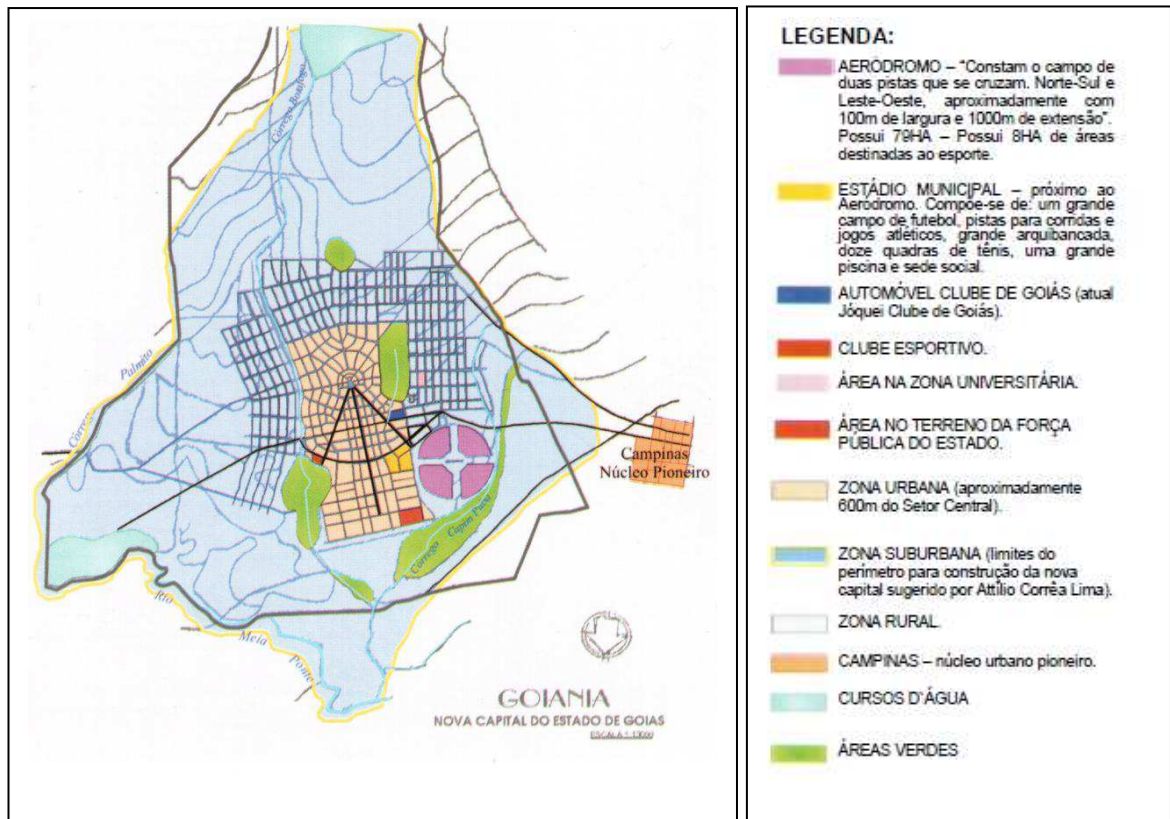 Córrego Botafogo
Palmito
Córrego
Campinas
Núcleo Pioneiro
Córrego Capim Puba
Rio
Meia
Ponte
GOIANIA
NOVA CAPITAL DO ESTADO DE GOIAS
ESCALA
LEGENDA:
AERÓDROMO – “Constam o campo de
duas pistas que se cruzam. Norte-Sul e
Leste-Oeste, aproximadamente com
100m de largura e 1000m de extensão”.
Possui 79HA – Possui 8HA de áreas
destinadas ao esporte.
ESTÁDIO MUNICIPAL – próximo ao
Aeródromo. Compõe-se de: um grande
campo de futebol, pistas para corridas e
jogos atléticos, grande arquibancada,
doze quadras de tênis, uma grande
piscina e sede social.
AUTOMÓVEL CLUBE DE GOIÁS (atual
Jóquei Clube de Goiás).
CLUBE ESPORTIVO.
ÁREA NA ZONA UNIVERSITÁRIA.
ÁREA NO TERRENO DA FORÇA
PÚBLICA DO ESTADO.
ZONA URBANA (aproximadamente
600m do Setor Central).
ZONA SUBURBANA (limites do
perímetro para construção da nova
capital sugerido por Attílio Corrêa Lima).
ZONA RURAL.
CAMPINAS – núcleo urbano pioneiro.
CURSOS D`ÁGUA
ÁREAS VERDES